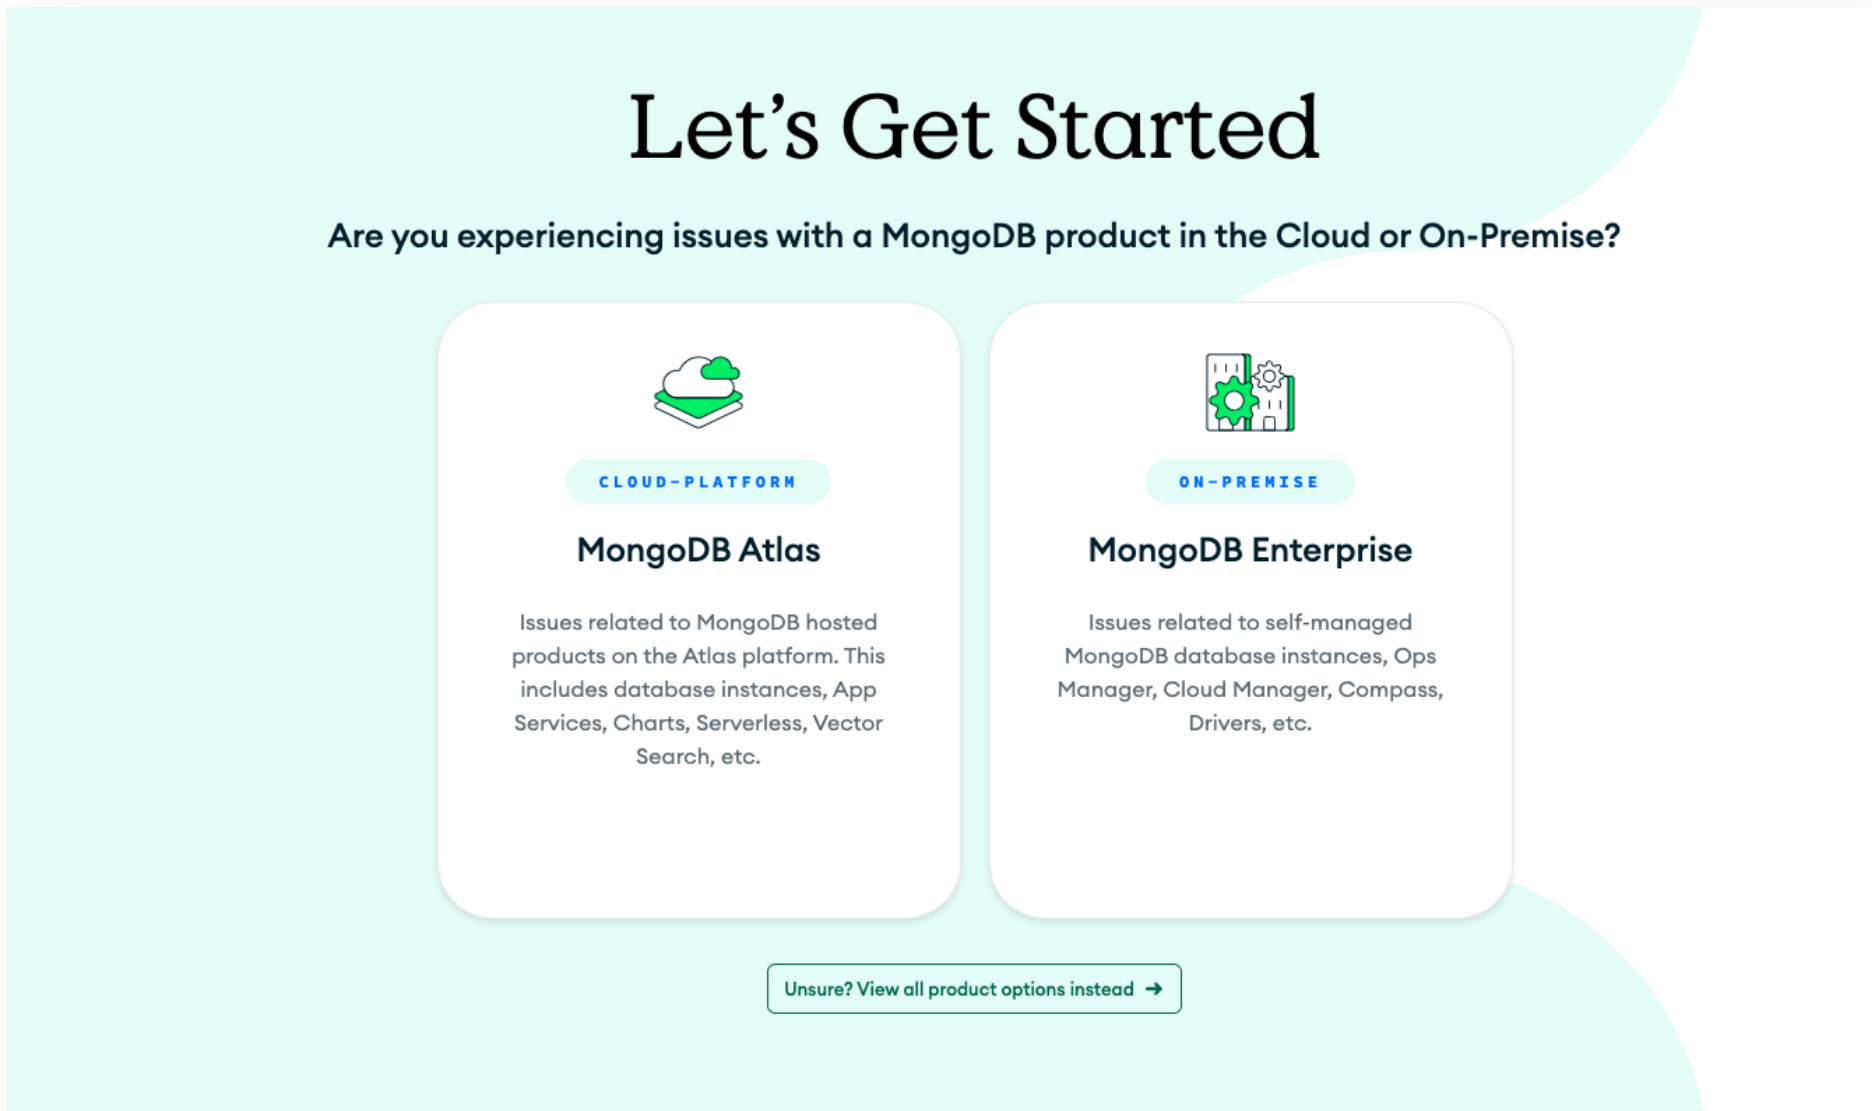 Let’s Get Started
Are you experiencing issues with a MongoDB product in the Cloud or On-Premise?
CLOUD-PLATFORM
MongoDB Atlas
Issues related to MongoDB hosted
products on the Atlas platform. This
includes database instances, App
Services, Charts, Serverless, Vector
Search, etc.
ON-PREMISE
MongoDB Enterprise
Issues related to self-managed
MongoDB database instances, Ops
Manager, Cloud Manager, Compass,
Drivers, etc.
Unsure? View all product options instead →